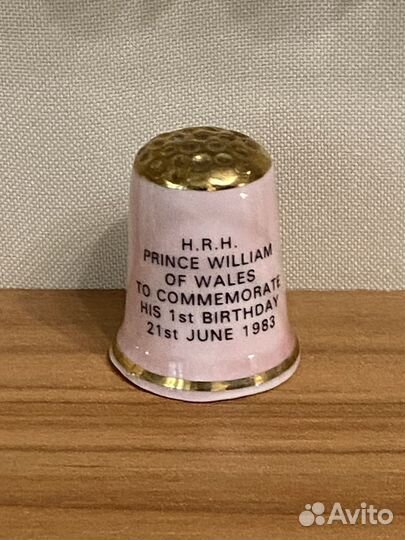 H.R.H.
PRINCE WILLIAM
OF WALES
TO COMMEMORATE
HIS 1st BIRTHDAY
21st JUNE 1983
Avito